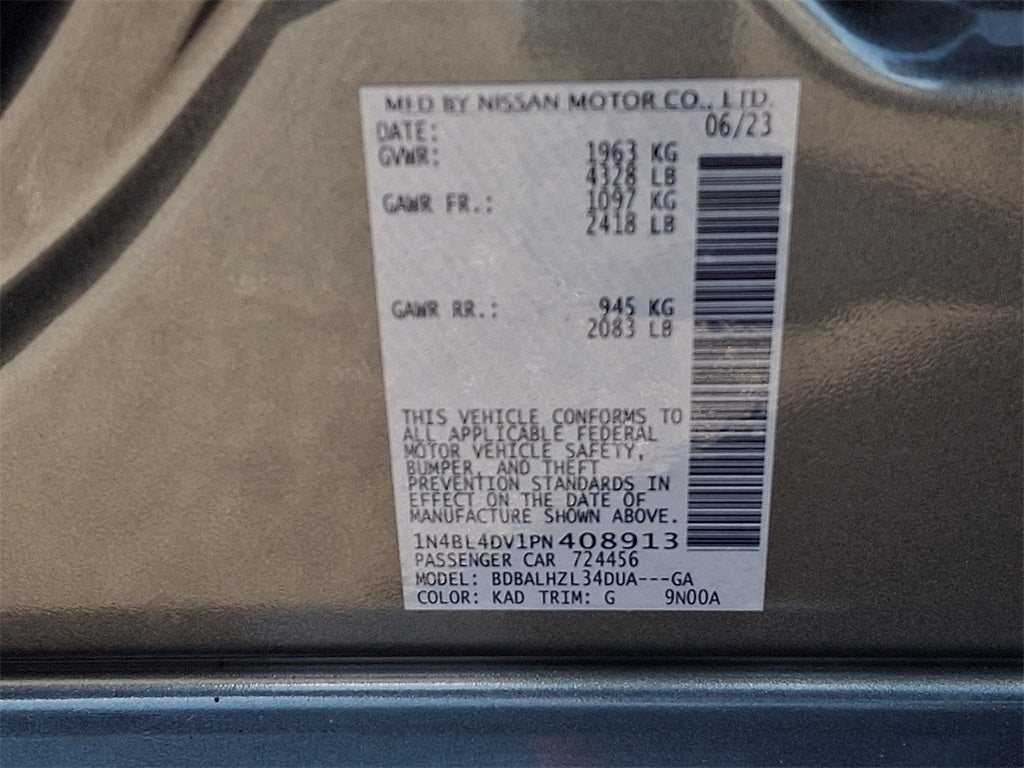 MFD BY NISSAN MOTOR CO., LTD.
DATE: 06/23
GVWR: 1963 KG
4328 LB
GAWR FR.: 1097 KG
2418 LB
GAWR RR.: 945 KG
2083 LB
THIS VEHICLE CONFORMS TO
ALL APPLICABLE FEDERAL
MOTOR VEHICLE SAFETY,
BUMPER, AND THEFT
PREVENTION STANDARDS IN
EFFECT ON THE DATE OF
MANUFACTURE SHOWN ABOVE.
1N4BL4DV1PN408913
PASSENGER CAR 724456
MODEL: BDBALHZL34DUA---GA
COLOR: KAD TRIM: G 9N00A